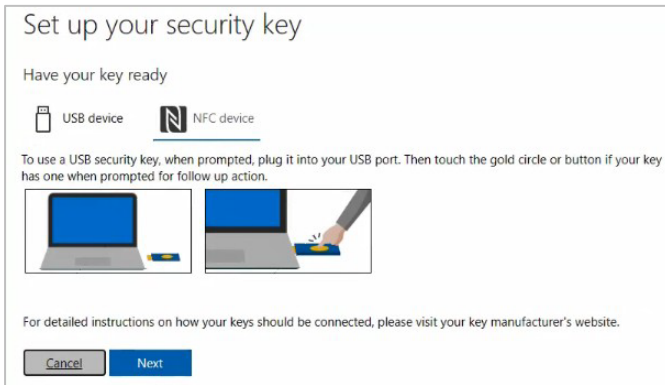 Set up your security key
Have your key ready
USB device NFC device
To use a USB security key, when prompted, plug it into your USB port. Then touch the gold circle or button if your key
has one when prompted for follow up action.
For detailed instructions on how your keys should be connected, please visit your key manufacturer's website.
Cancel Next